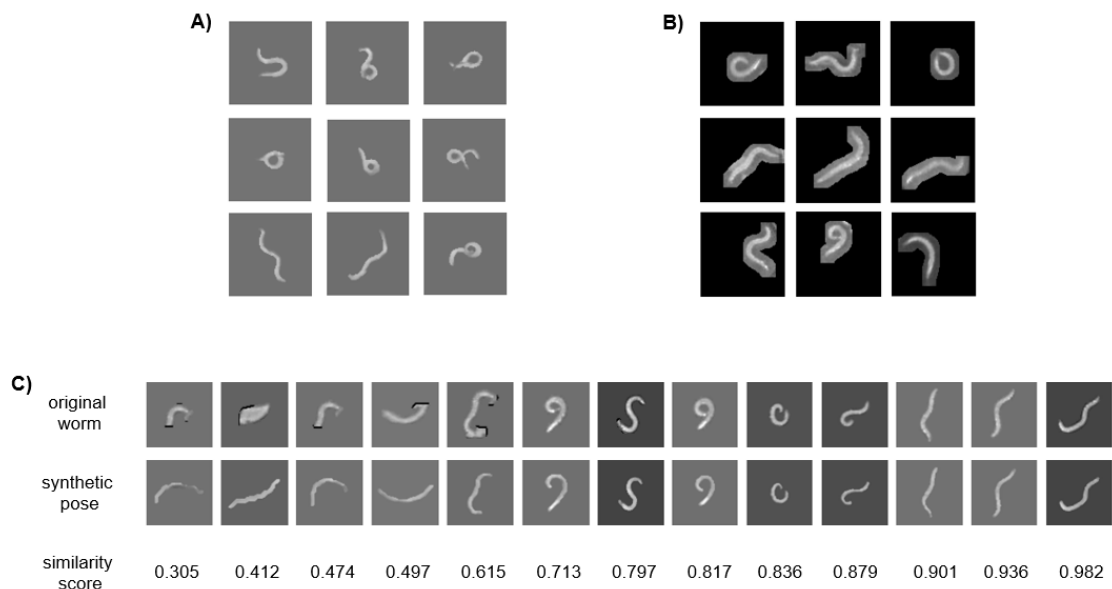 A)
B)
C)
original
worm
synthetic
pose
similarity
score
0.305 0.412 0.474 0.497 0.615 0.713 0.797 0.817 0.836 0.879 0.901 0.936 0.982